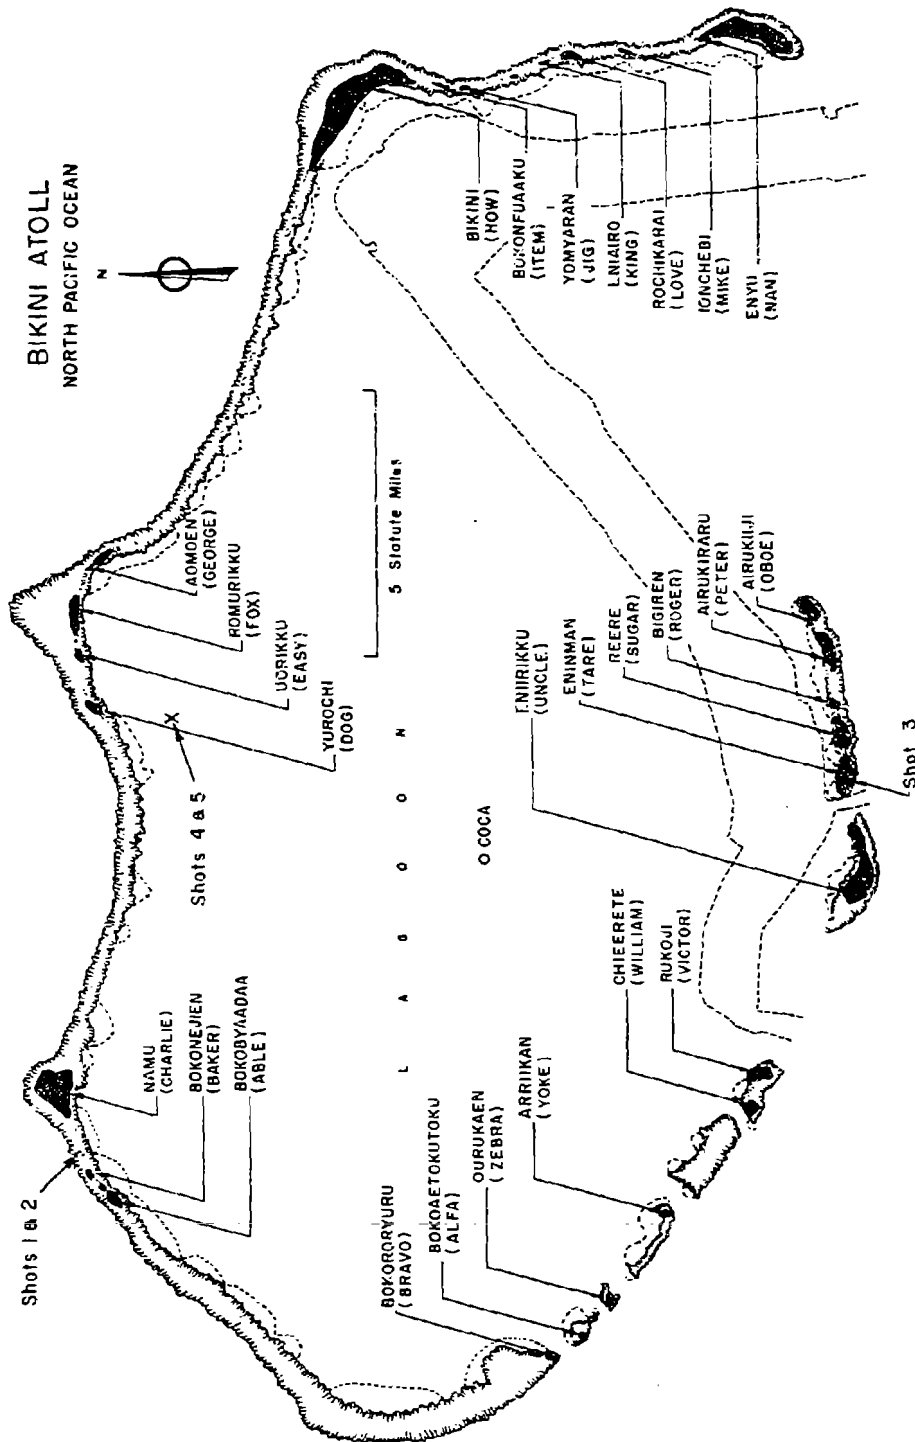 BIKINI ATOLL
NORTH PACIFIC OCEAN
N
Shots 1 & 2
NAMU
(CHARLIE)
BOKONEJIEN
(BAKER)
BOKOBYAADAA
(ABLE)
Shots 4 & 5
X
YUROCHI
(DOG)
UORIKKU
(EASY)
ROMURIKKU
(FOX)
AOMOEN
(GEORGE)
5 Statute Miles
LAGOON
COCA
BIKINI
(HOW)
BOKONFUAAKU
(ITEM)
YOMYARAN
(JIG)
(KING)
ROCHIKARAI
(LOVE)
IONCHEBI
(MIKE)
ENYU
(NAN)
BOKORORYURU
(BRAVO)
BOKOAETOKUTOKU
(ALFA)
OURUKAEN
(ZEBRA)
ARRIIKAN
(YOKE)
CHIEERETE
(WILLIAM)
RUKOJI
(VICTOR)
ENIIRIKKU
(UNCLE)
ENINMAN
(TARE)
REERE
(SUGAR)
BIGIREN
(ROGER)
AIRUKIRARU
(PETER)
AIRUKIIJI
(OBOE)
Shot 3